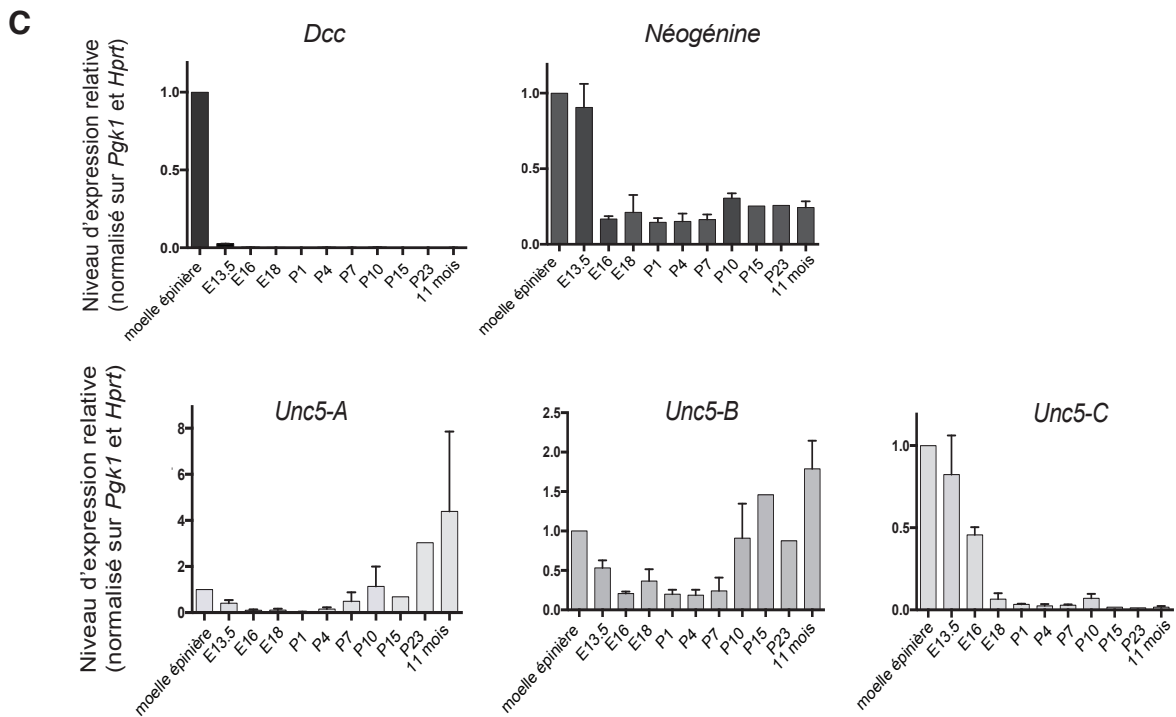 C
Dcc
Néogénine
Niveau d'expression relative
(normalisé sur Pgk1 et Hprt)
1.0
0.5
0.0
moelle épinière
E13.5
E16
E18
P1
P4
P7
P10
P15
P23
11 mois
1.0
0.5
0.0
moelle épinière
E13.5
E16
E18
P1
P4
P7
P10
P15
P23
11 mois
Unc5-A
Unc5-B
Unc5-C
Niveau d'expression relative
(normalisé sur Pgk1 et Hprt)
8
6
4
2
0
moelle épinière
E13.5
E16
E18
P1
P4
P7
P10
P15
P23
11 mois
2.5
2.0
1.5
1.0
0.5
0.0
moelle épinière
E13.5
E16
E18
P1
P4
P7
P10
P15
P23
11 mois
1.0
0.5
0.0
moelle épinière
E13.5
E16
E18
P1
P4
P7
P10
P15
P23
11 mois